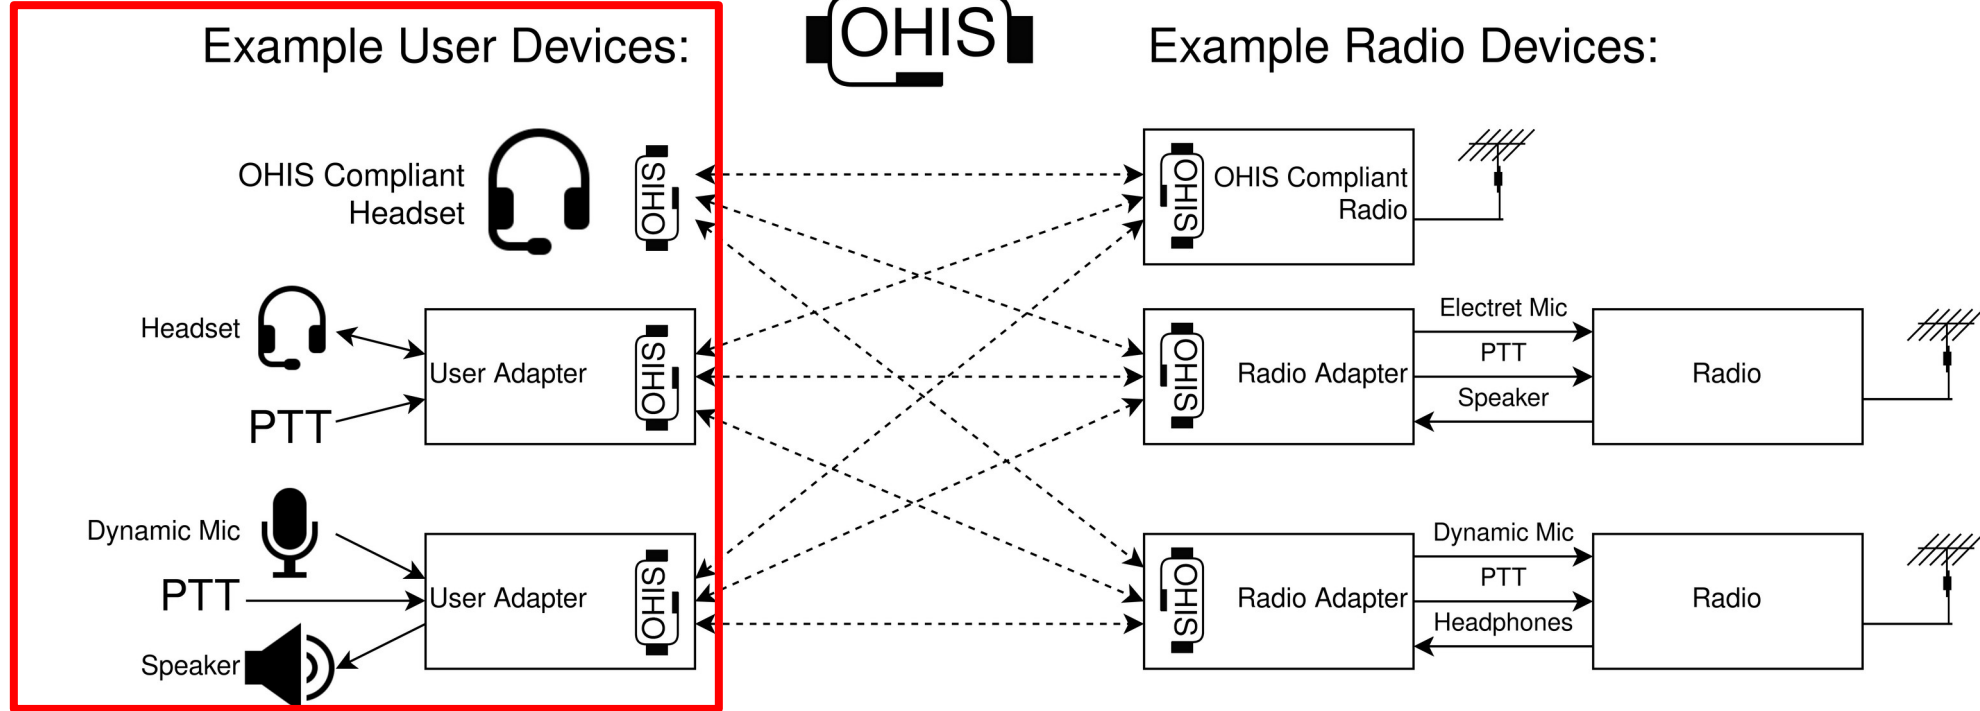 Example User Devices:
OHIS
Example Radio Devices:
OHIS Compliant
Headset
OHIS
OHIS
OHIS Compliant
Radio
Headset
PTT
User Adapter
OHIS
OHIS
Radio Adapter
Electret Mic
PTT
Speaker
Radio
Dynamic Mic
PTT
Speaker
User Adapter
OHIS
OHIS
Radio Adapter
Dynamic Mic
PTT
Headphones
Radio